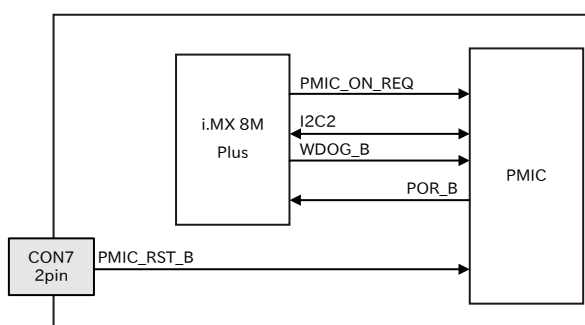 PMIC_ON_REQ
i.MX 8M
Plus
I2C2
WDOG_B
PMIC
POR_B
CON7
2pin
PMIC_RST_B